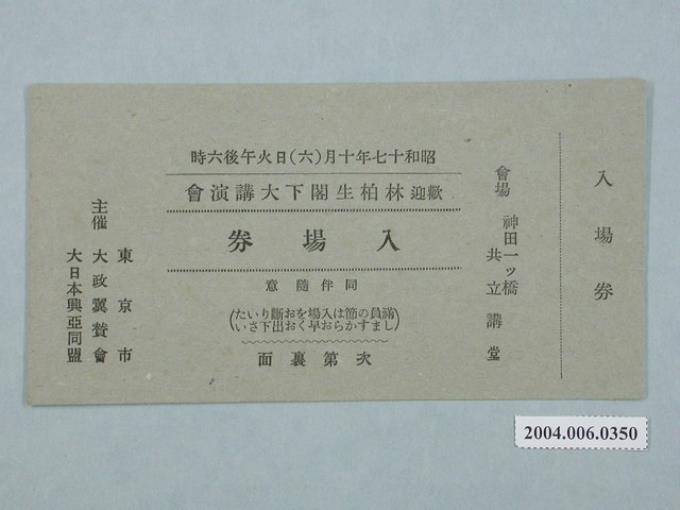 入場券
會場 神田一ッ橋
共立講堂
昭和十七年十月(六)日火午後六時
歡迎 林柏生閣下大講演會
入場券
同伴隨意
(滿員の節は入場をお斷りいた
しますからお早くお出下さい)
次第裏面
東京市
主催 大政翼贊會
大日本興亞同盟
2004.006.0350